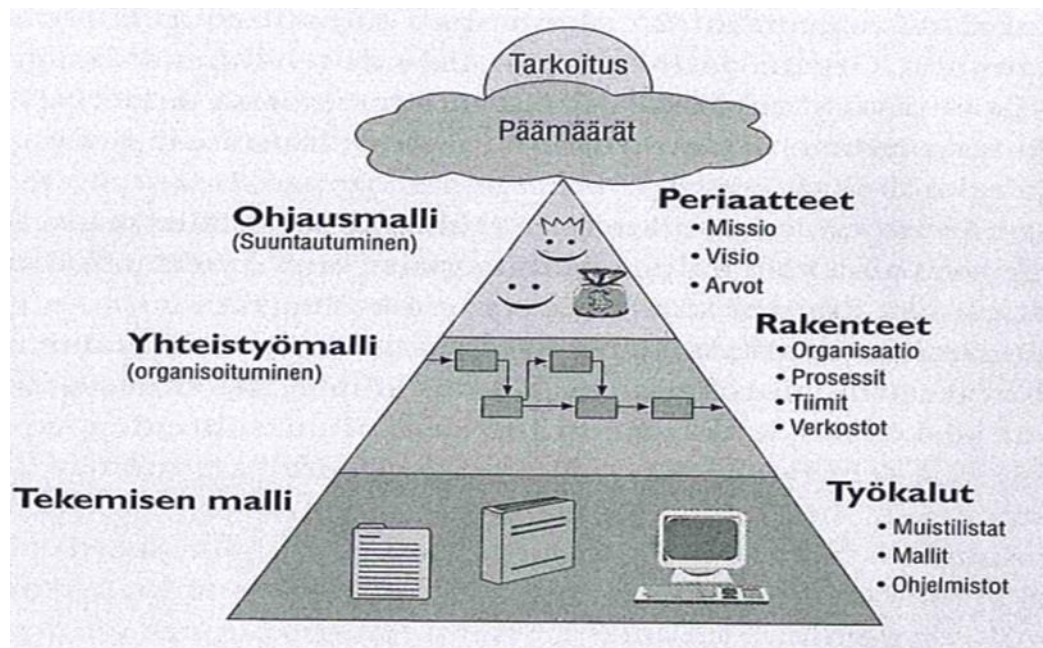 Tarkoitus
Päämäärät
Ohjausmalli
(Suuntautuminen)
Periaatteet
• Missio
• Visio
• Arvot
Yhteistyömalli
(organisoituminen)
Rakenteet
• Organisaatio
• Prosessit
• Tiimit
• Verkostot
Tekemisen malli
Työkalut
• Muistilistat
• Mallit
• Ohjelmistot